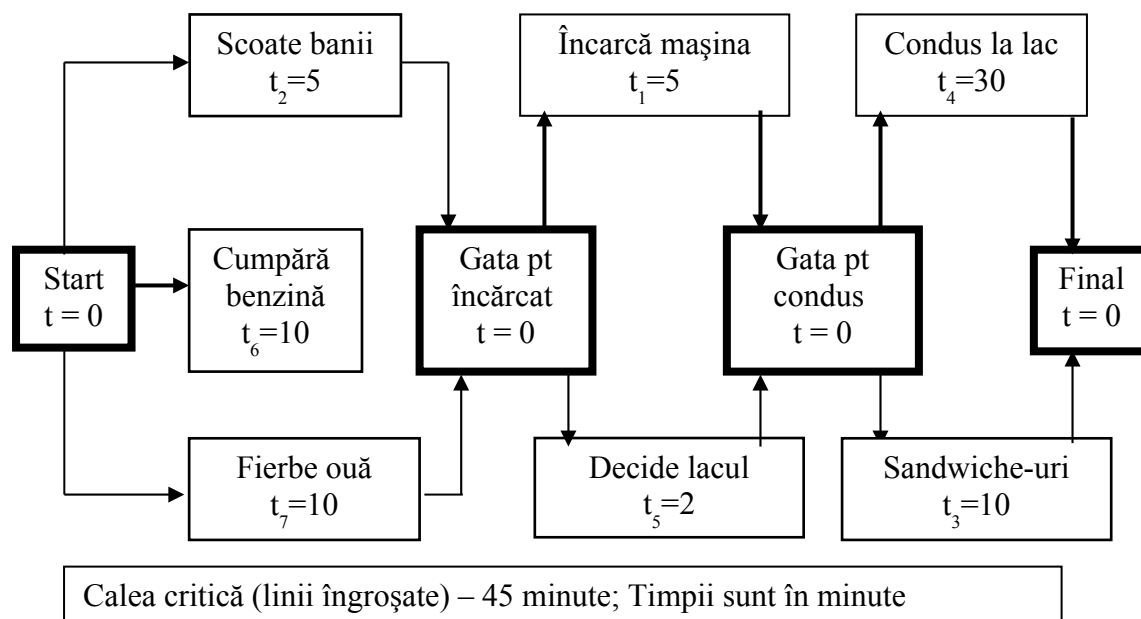 Scoate banii
t₂=5
Încarcă maşina
t₁=5
Condus la lac
t₄=30
Start
t = 0
Cumpără
benzină
t₆=10
Gata pt
încărcat
t = 0
Gata pt
condus
t = 0
Final
t = 0
Fierbe ouă
t₇=10
Decide lacul
t₅=2
Sandwiche-uri
t₃=10
Calea critică (linii îngroşate) – 45 minute; Timpii sunt în minute